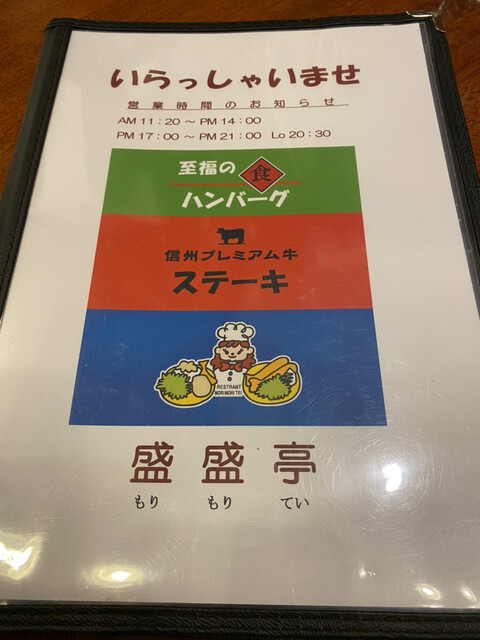 いらっしゃいませ
営業時間のお知らせ
AM 11:20 ～ PM 14:00
PM 17:00 ～ PM 21:00 Lo 20:30
至福の 食
ハンバーグ
信州プレミアム牛
ステーキ
RESTRANT
MORIMORITEI
盛盛亭
もり もり てい